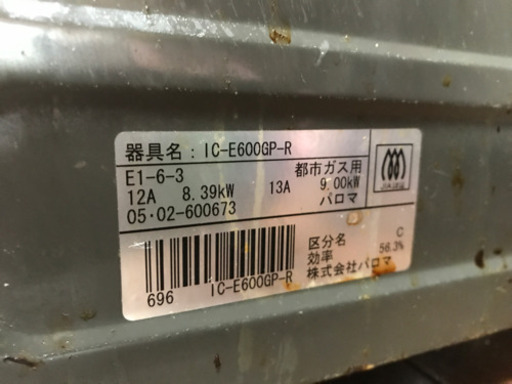 器具名：IC-E600GP-R
E1-6-3 都市ガス用
12A 8.39kW 13A 9.00kW
05・02-600673 パロマ
区分名 C
効率 56.3%
株式会社パロマ
696 IC-E600GP-R